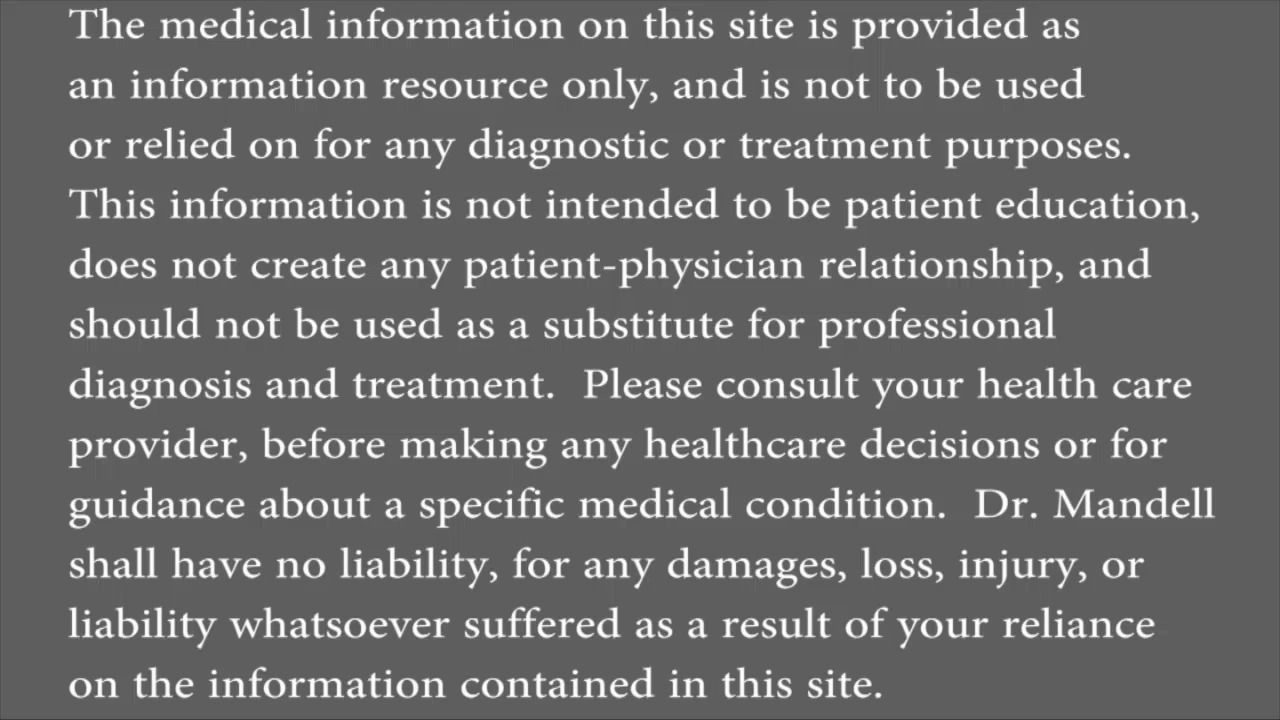 The medical information on this site is provided as
an information resource only, and is not to be used
or relied on for any diagnostic or treatment purposes.
This information is not intended to be patient education,
does not create any patient-physician relationship, and
should not be used as a substitute for professional
diagnosis and treatment.  Please consult your health care
provider, before making any healthcare decisions or for
guidance about a specific medical condition.  Dr. Mandell
shall have no liability, for any damages, loss, injury, or
liability whatsoever suffered as a result of your reliance
on the information contained in this site.